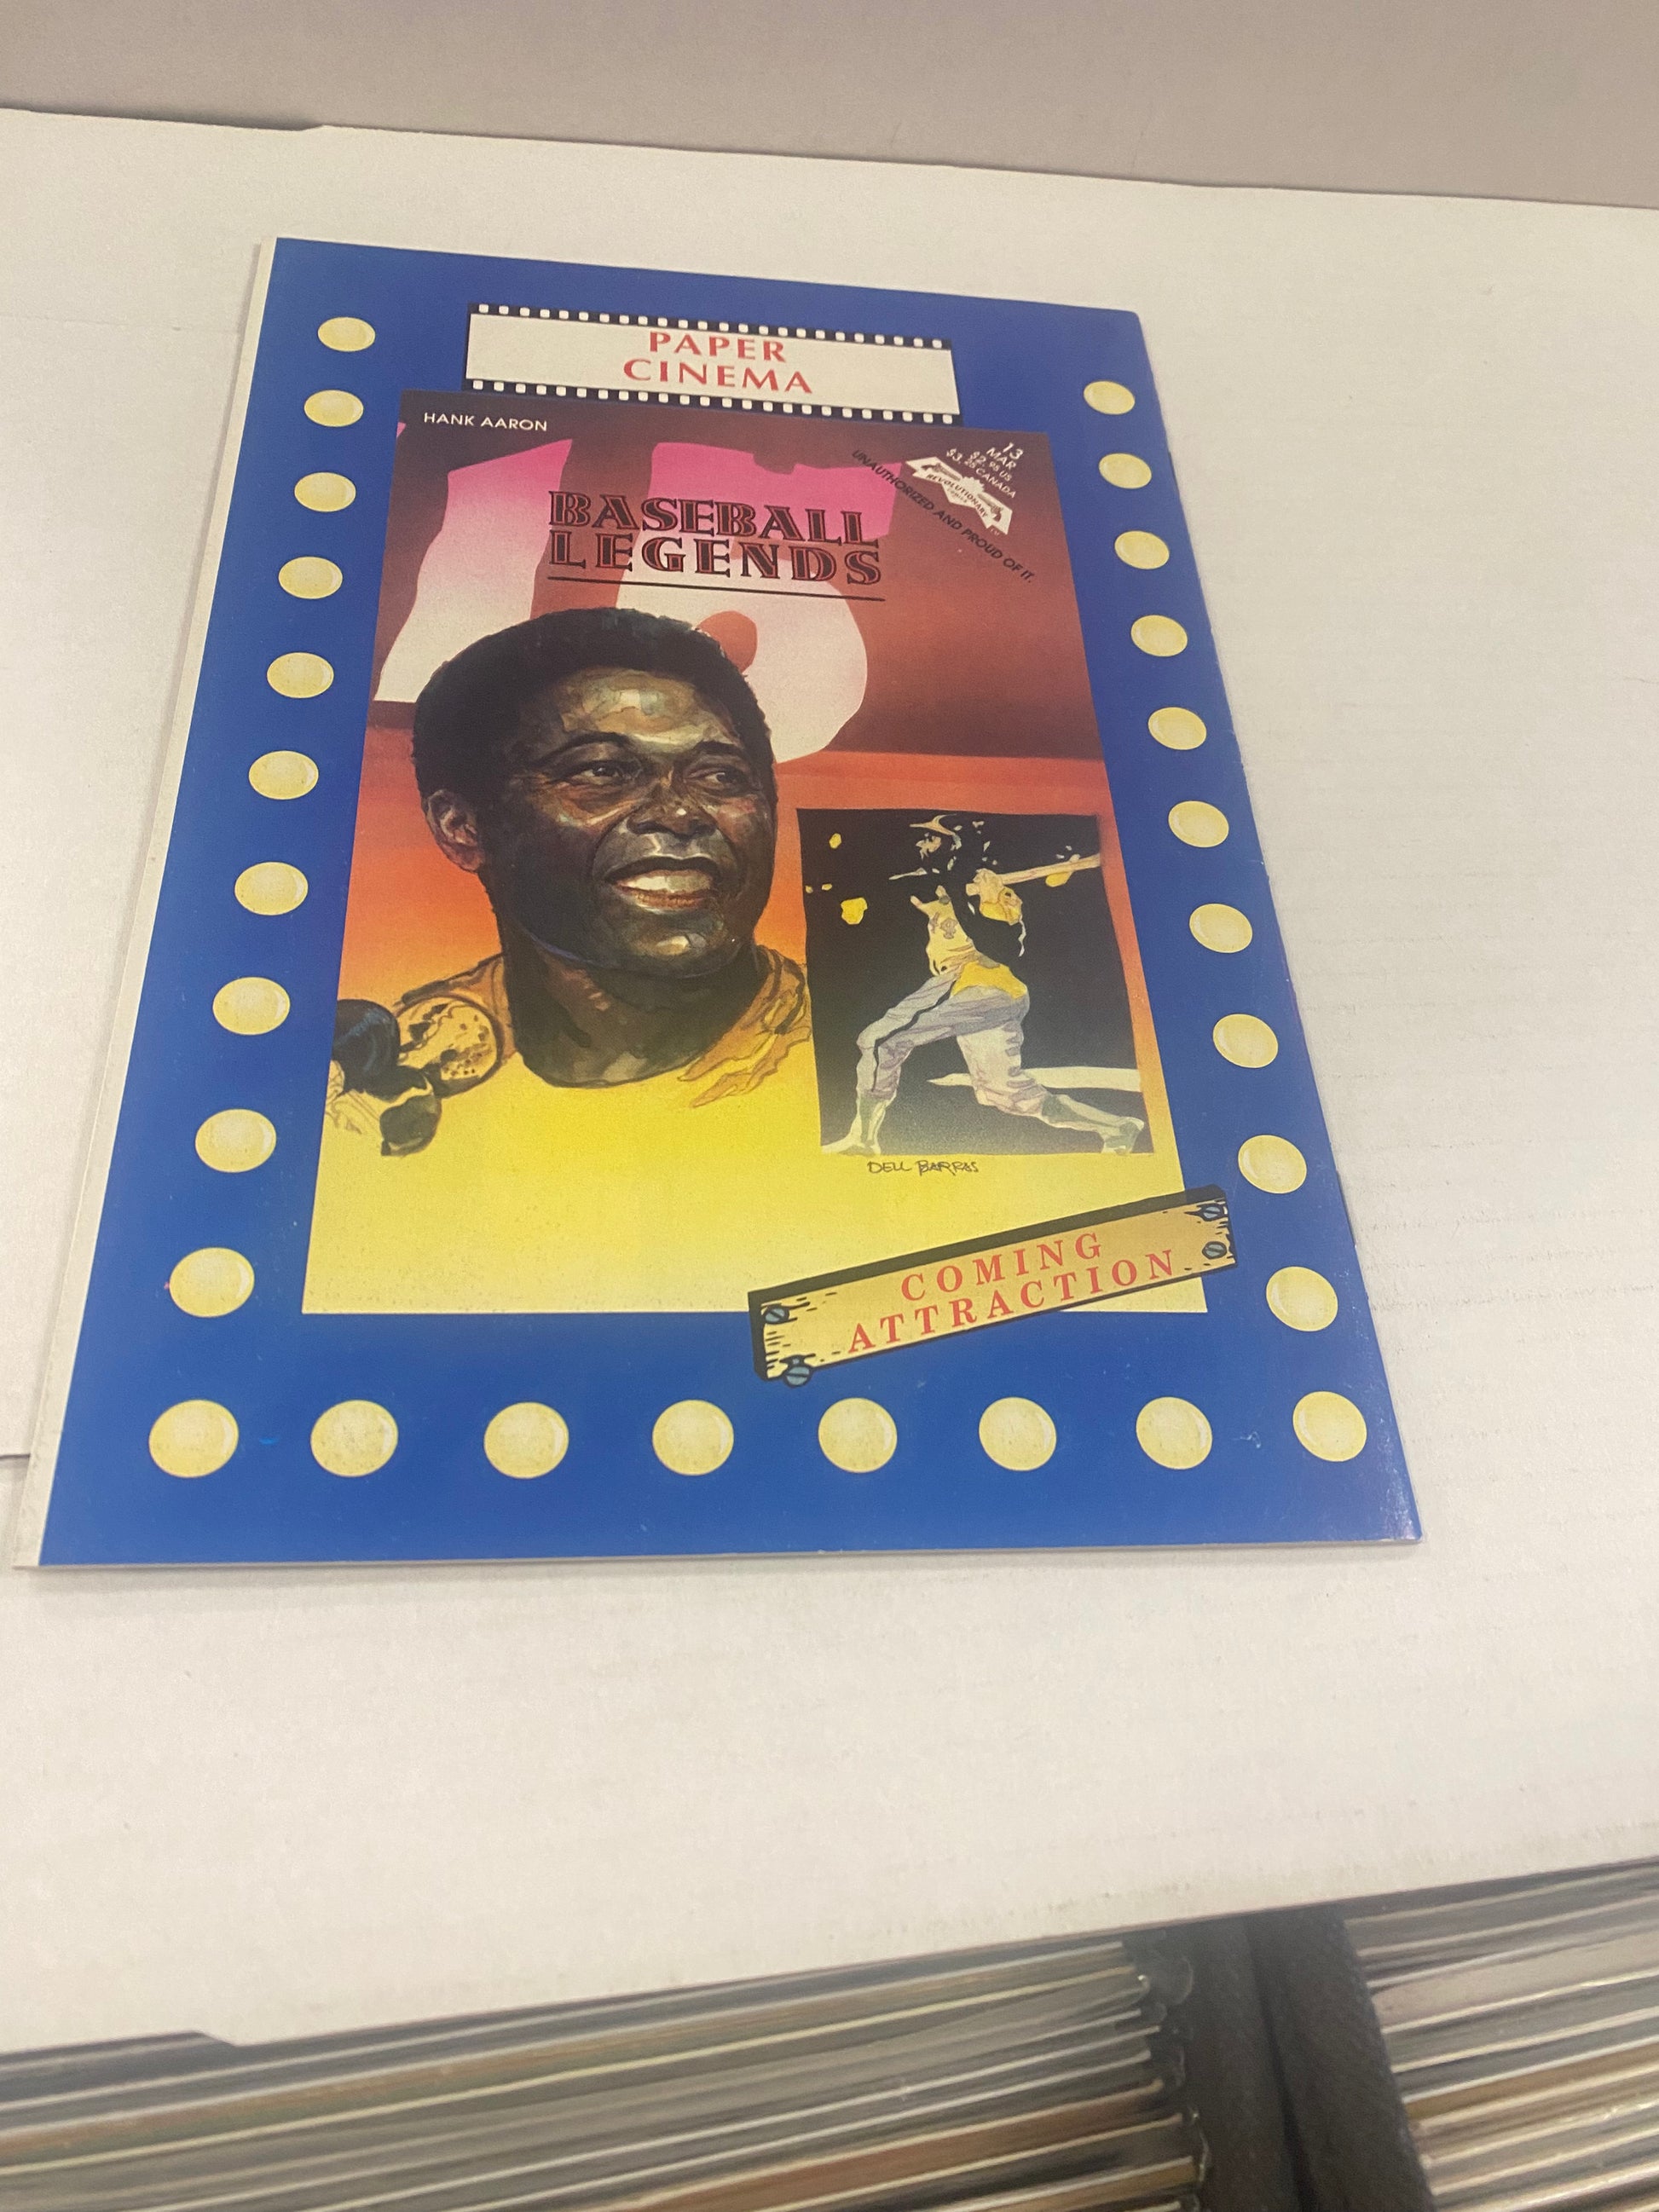 PAPER
CINEMA
HANK AARON
13
MAR
$2.95 US
$3.25 CANADA
REVOLUTIONARY
UNAUTHORIZED AND PROUD OF IT.
715
BASEBALL
LEGENDS
DELL BARRAS
COMING
ATTRACTION